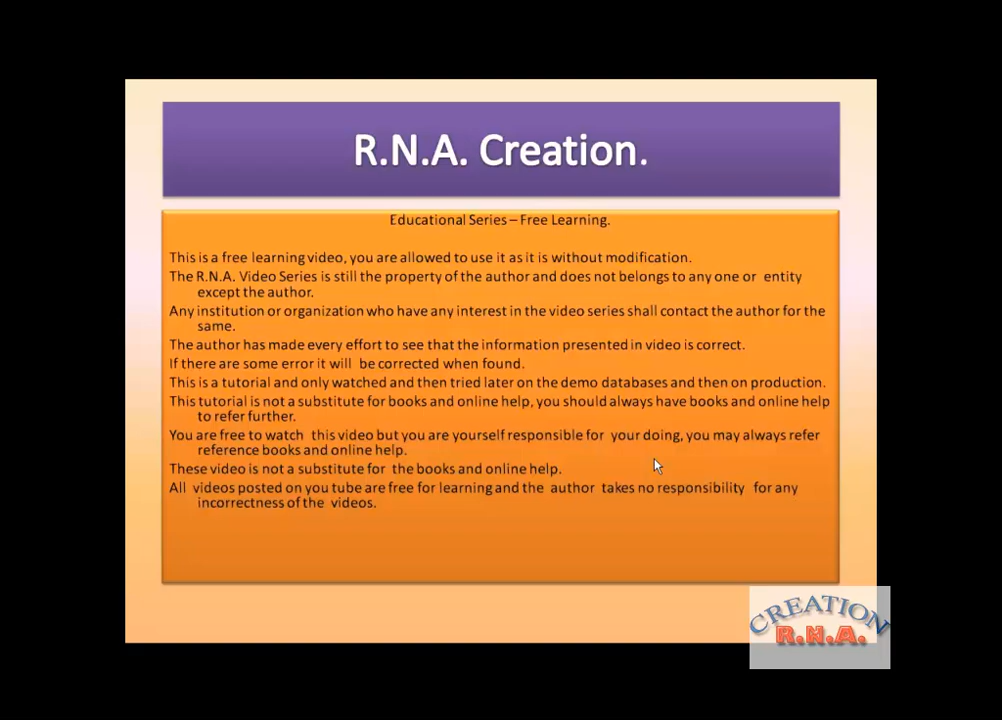 R.N.A. Creation.
Educational Series – Free Learning.
This is a free learning video, you are allowed to use it as it is without modification.
The R.N.A. Video Series is still the property of the author and does not belongs to any one or entity
except the author.
Any institution or organization who have any interest in the video series shall contact the author for the
same.
The author has made every effort to see that the information presented in video is correct.
If there are some error it will be corrected when found.
This is a tutorial and only watched and then tried later on the demo databases and then on production.
This tutorial is not a substitute for books and online help, you should always have books and online help
to refer further.
You are free to watch this video but you are yourself responsible for your doing, you may always refer
reference books and online help.
These video is not a substitute for the books and online help.
All videos posted on you tube are free for learning and the author takes no responsibility for any
incorrectness of the videos.
CREATION
R.N.A.